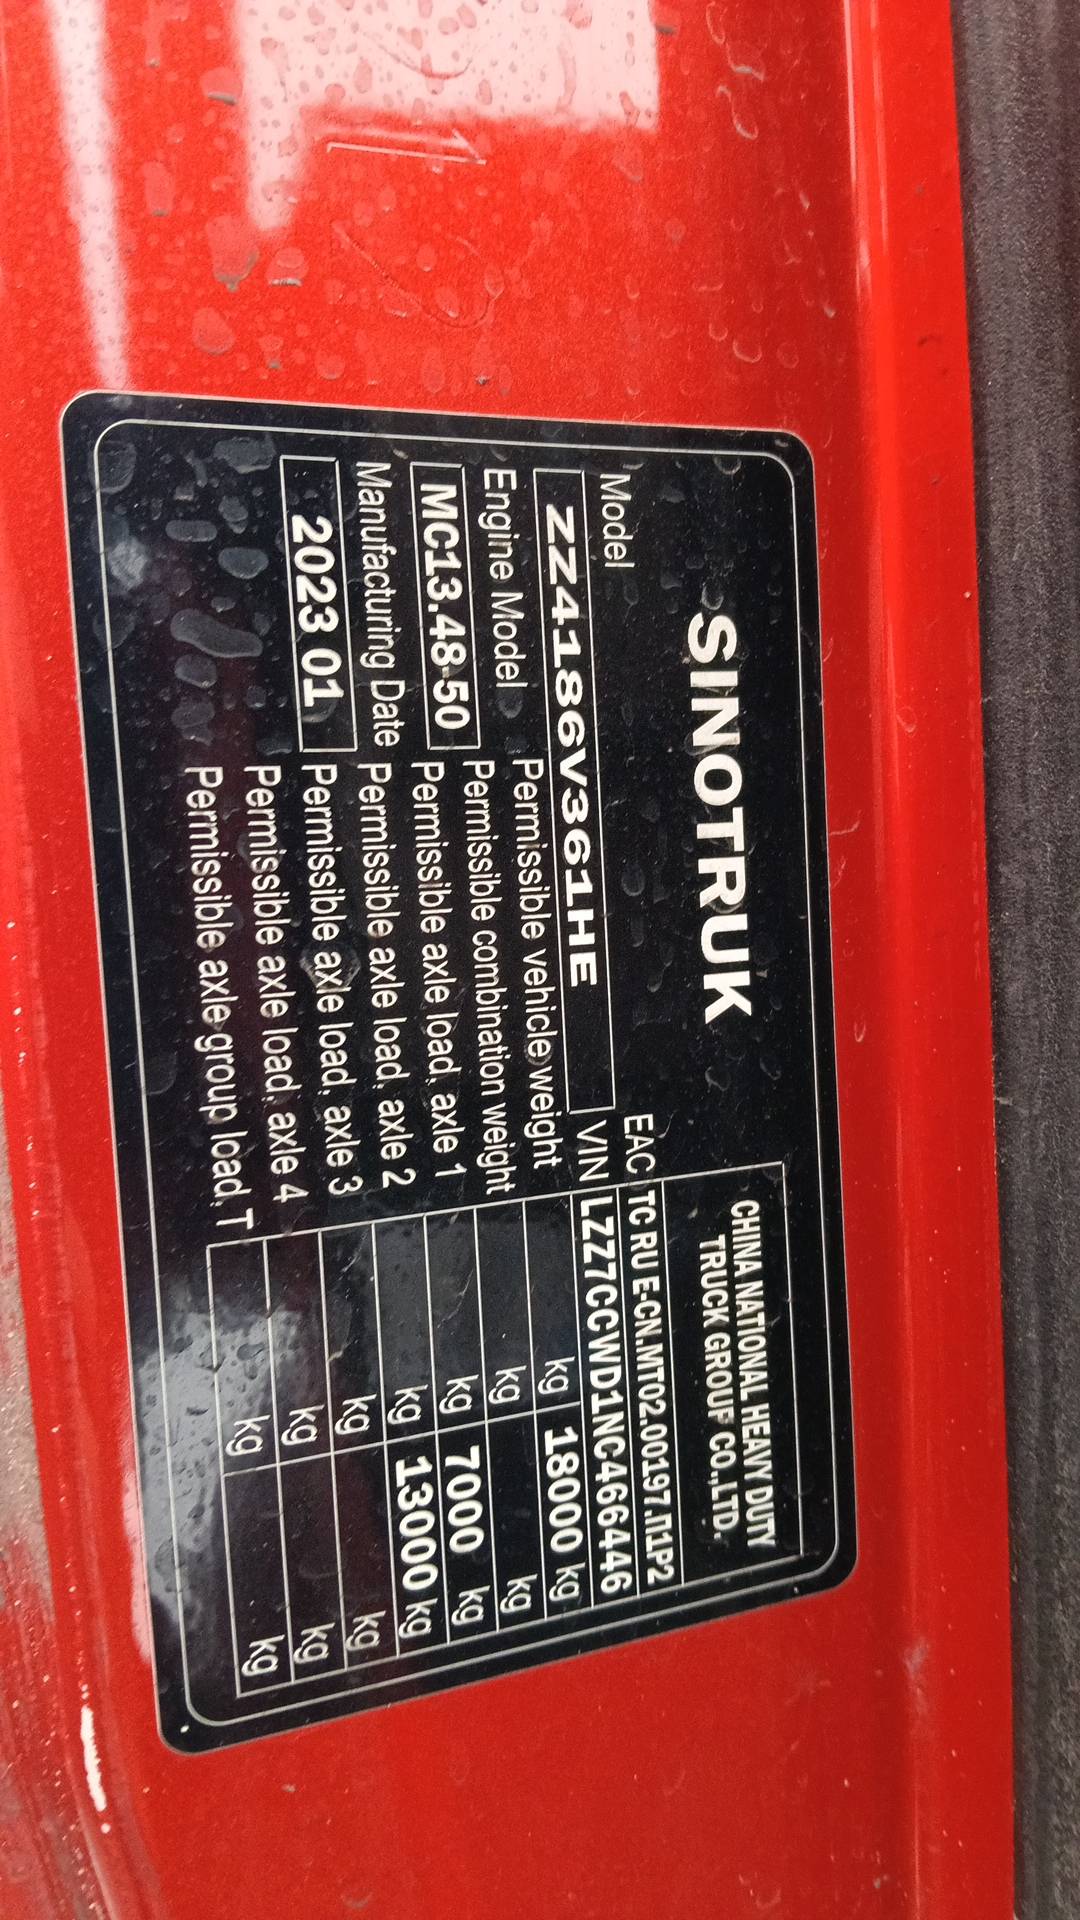 SINOTRUK
CHINA NATIONAL HEAVY DUTY
TRUCK GROUP CO.,LTD.
EAC TC RU E-CN.MT02.00197.П1P2
Model
ZZ4186V361HE
VIN LZZ7CCWD1NC466446
Engine Model
MC13.48-50
Manufacturing Date
2023 01
Permissible vehicle weight kg 18000 kg
Permissible combination weight kg kg
Permissible axle load, axle 1 kg 7000 kg
Permissible axle load, axle 2 kg 13000 kg
Permissible axle load, axle 3 kg kg
Permissible axle load, axle 4 kg kg
Permissible axle group load, T kg kg